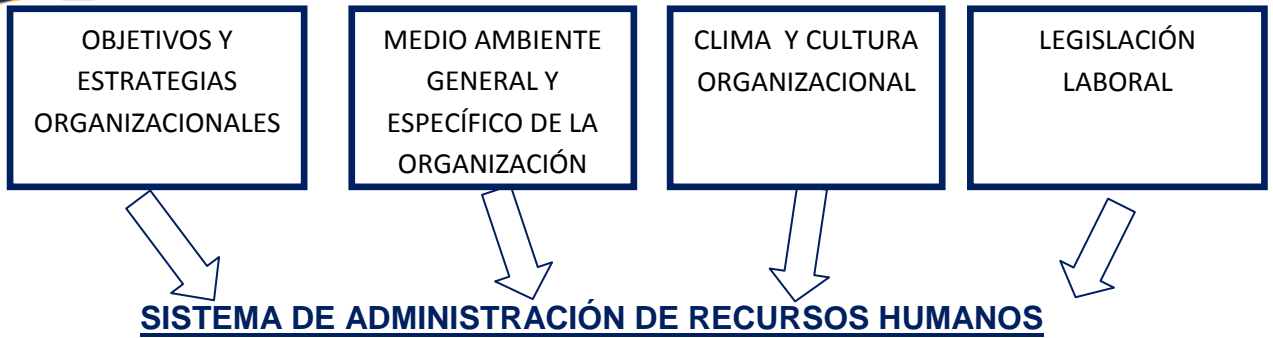 OBJETIVOS Y
ESTRATEGIAS
ORGANIZACIONALES
MEDIO AMBIENTE
GENERAL Y
ESPECÍFICO DE LA
ORGANIZACIÓN
CLIMA Y CULTURA
ORGANIZACIONAL
LEGISLACIÓN
LABORAL
SISTEMA DE ADMINISTRACIÓN DE RECURSOS HUMANOS